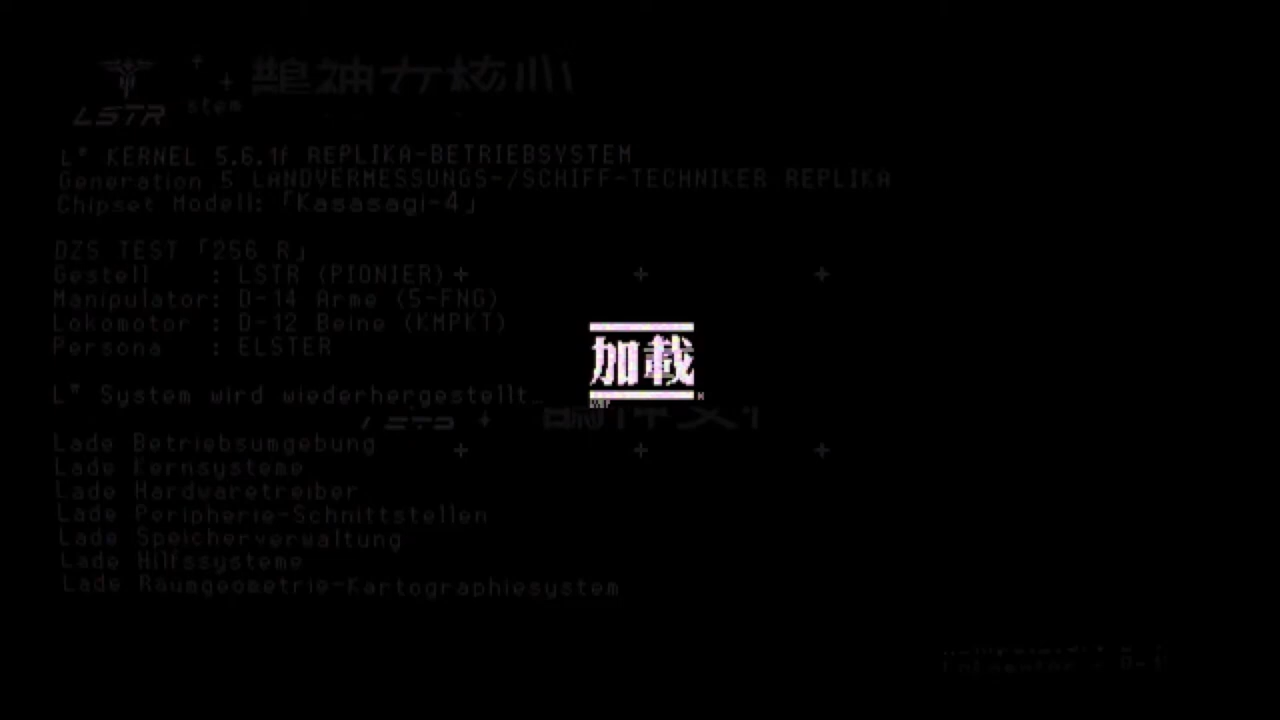 LSTR
L" KERNEL 5.6.1f REPLIKA-BETRIEBSYSTEM
Generation 5 LANDVERMESSUNGS-/SCHIFF-TECHNIKER REPLIKA
Chipset Modell:「Kasasagi-4」
DZS TEST「256 R」
Gestell : LSTR (PIONIER)
Manipulator: D-14 Arme (5-FNG)
Lokomotor : D-12 Beine (KMPKT)
Persona : ELSTER
加載
L" System wird wiederhergestellt…
Lade Betriebsumgebung
Lade Kernsysteme
Lade Hardwaretreiber
Lade Peripherie-Schnittstellen
Lade Speicherverwaltung
Lade Hilfssysteme
Lade Raumgeometrie-Kartographiesystem